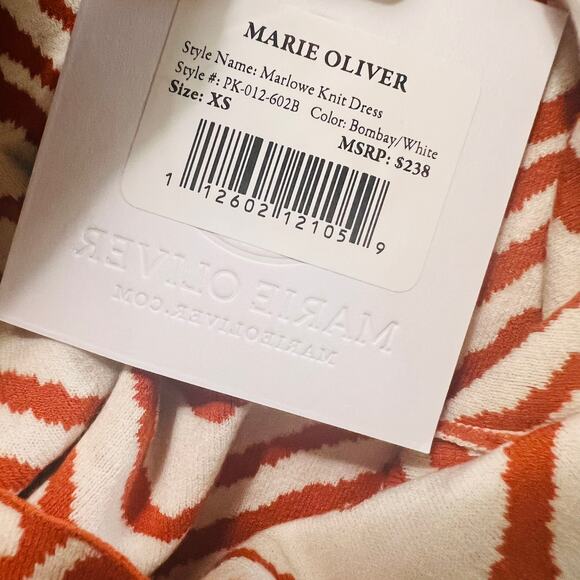 MARIE OLIVER
Style Name: Marlowe Knit Dress
Style #: PK-012-602B Color: Bombay/White
Size: XS MSRP: $238
1 12602 12105 9
MARIE OLIVER
MARIEOLIVER.COM